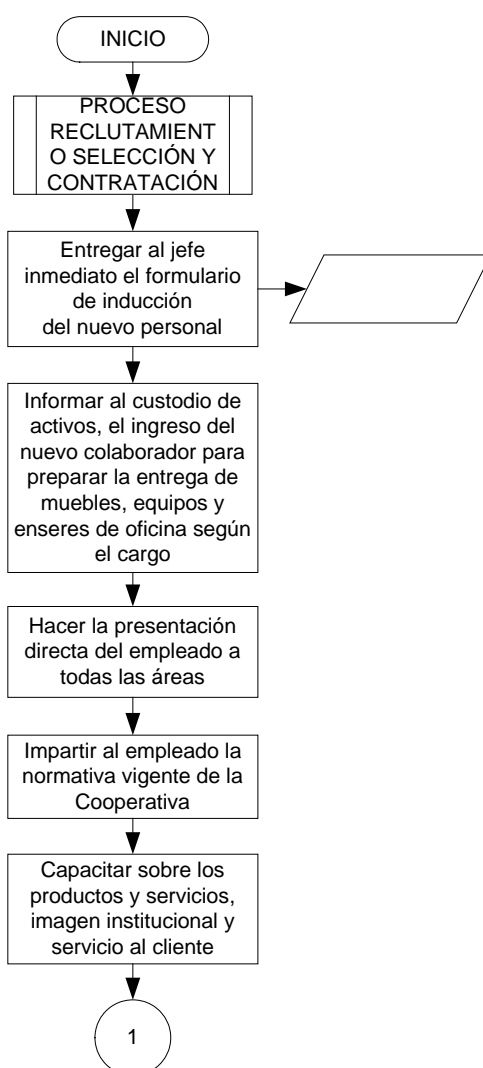 INICIO
PROCESO
RECLUTAMIENT
O SELECCIÓN Y
CONTRATACIÓN
Entregar al jefe
inmediato el formulario
de inducción
del nuevo personal
Informar al custodio de
activos, el ingreso del
nuevo colaborador para
preparar la entrega de
muebles, equipos y
enseres de oficina según
el cargo
Hacer la presentación
directa del empleado a
todas las áreas
Impartir al empleado la
normativa vigente de la
Cooperativa
Capacitar sobre los
productos y servicios,
imagen institucional y
servicio al cliente
1